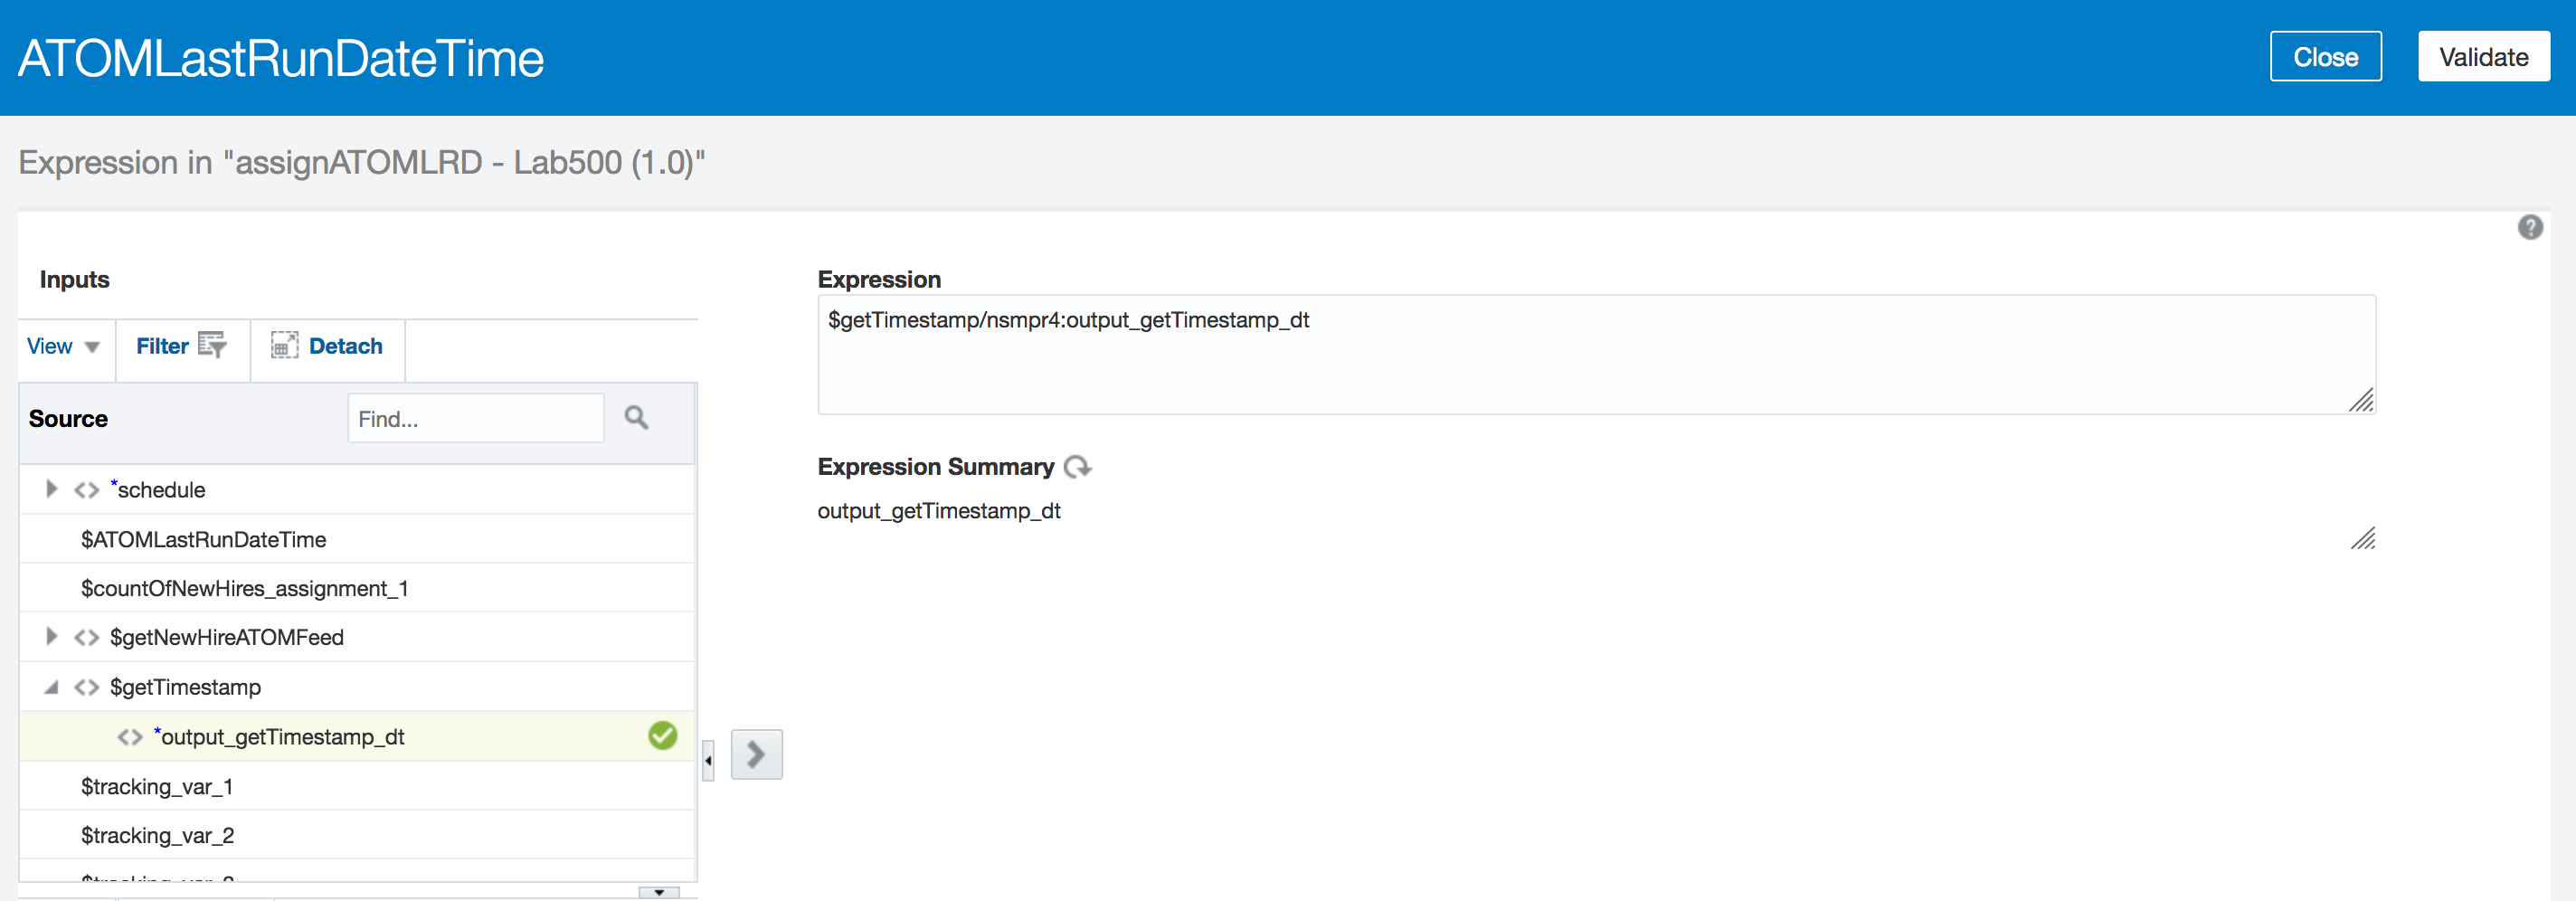 ATOMLastRunDateTime
Close
Validate
Expression in "assignATOMLRD - Lab500 (1.0)"
Inputs
View
Filter
Detach
Source
Find...
*schedule
$ATOMLastRunDateTime
$countOfNewHires_assignment_1
$getNewHireATOMFeed
$getTimestamp
*output_getTimestamp_dt
$tracking_var_1
$tracking_var_2
Expression
$getTimestamp/nsmpr4:output_getTimestamp_dt
Expression Summary
output_getTimestamp_dt